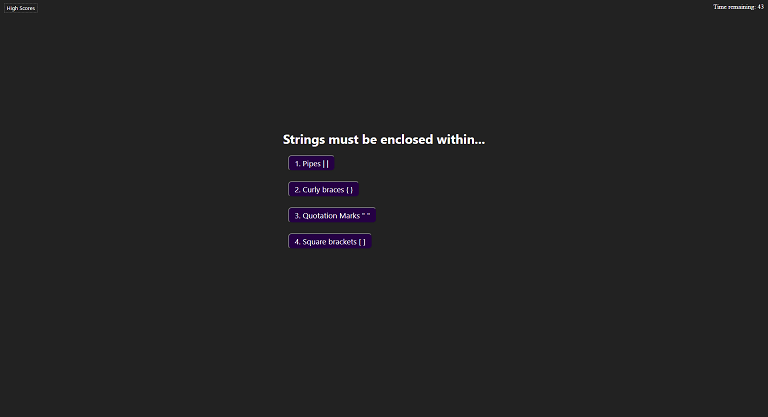 High Scores
Time remaining: 43
Strings must be enclosed within...
1. Pipes | |
2. Curly braces { }
3. Quotation Marks " "
4. Square brackets [ ]